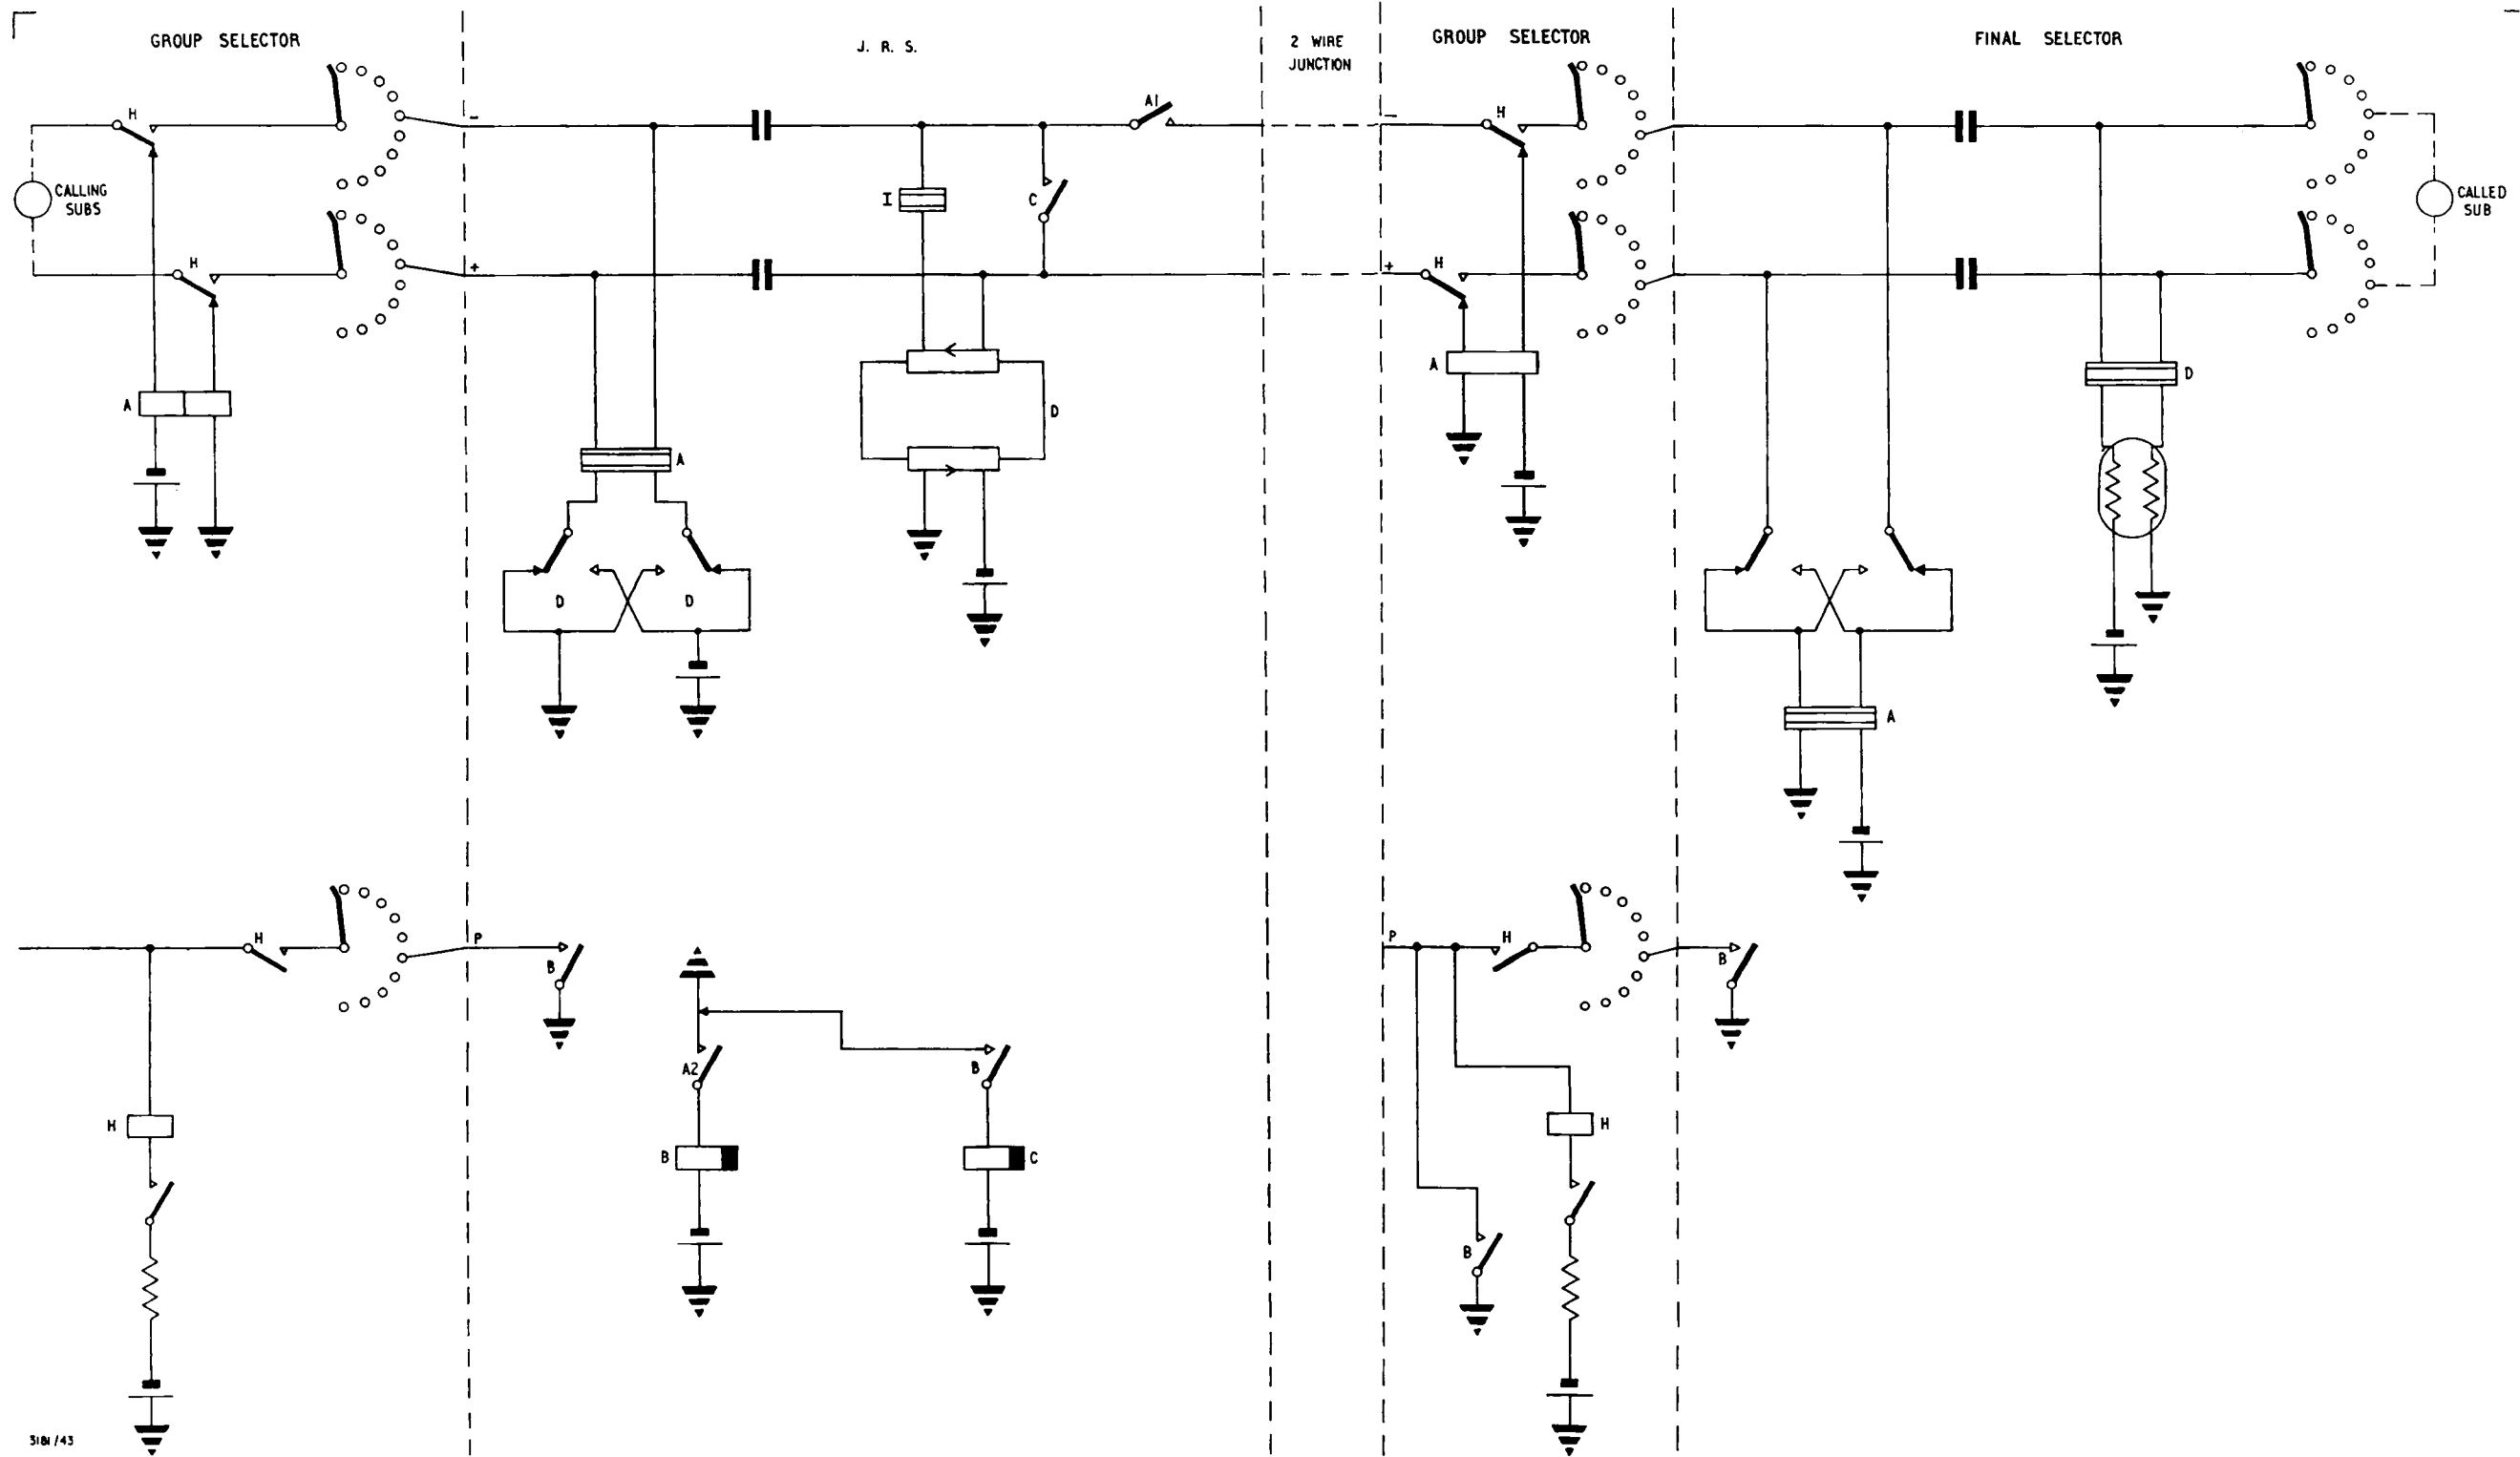 GROUP SELECTOR
J. R. S.
2 WIRE
JUNCTION
GROUP SELECTOR
FINAL SELECTOR
H
-
A1
-
H
CALLING
SUBS
I
C
CALLED
SUB
H
+
+
H
A
D
A
D
A
D
D
A
H
P
B
P
H
B
A2
B
H
H
B
C
B
3181/43